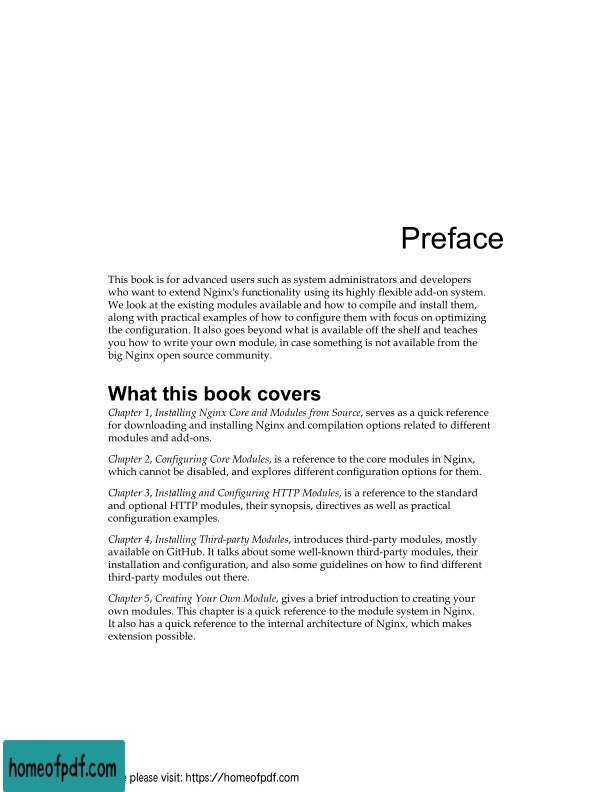 Preface
This book is for advanced users such as system administrators and developers
who want to extend Nginx's functionality using its highly flexible add-on system.
We look at the existing modules available and how to compile and install them,
along with practical examples of how to configure them with focus on optimizing
the configuration. It also goes beyond what is available off the shelf and teaches
you how to write your own module, in case something is not available from the
big Nginx open source community.
What this book covers
Chapter 1, Installing Nginx Core and Modules from Source, serves as a quick reference
for downloading and installing Nginx and compilation options related to different
modules and add-ons.
Chapter 2, Configuring Core Modules, is a reference to the core modules in Nginx,
which cannot be disabled, and explores different configuration options for them.
Chapter 3, Installing and Configuring HTTP Modules, is a reference to the standard
and optional HTTP modules, their synopsis, directives as well as practical
configuration examples.
Chapter 4, Installing Third-party Modules, introduces third-party modules, mostly
available on GitHub. It talks about some well-known third-party modules, their
installation and configuration, and also some guidelines on how to find different
third-party modules out there.
Chapter 5, Creating Your Own Module, gives a brief introduction to creating your
own modules. This chapter is a quick reference to the module system in Nginx.
It also has a quick reference to the internal architecture of Nginx, which makes
extension possible.
homeofpdf.com
please visit: https://homeofpdf.com